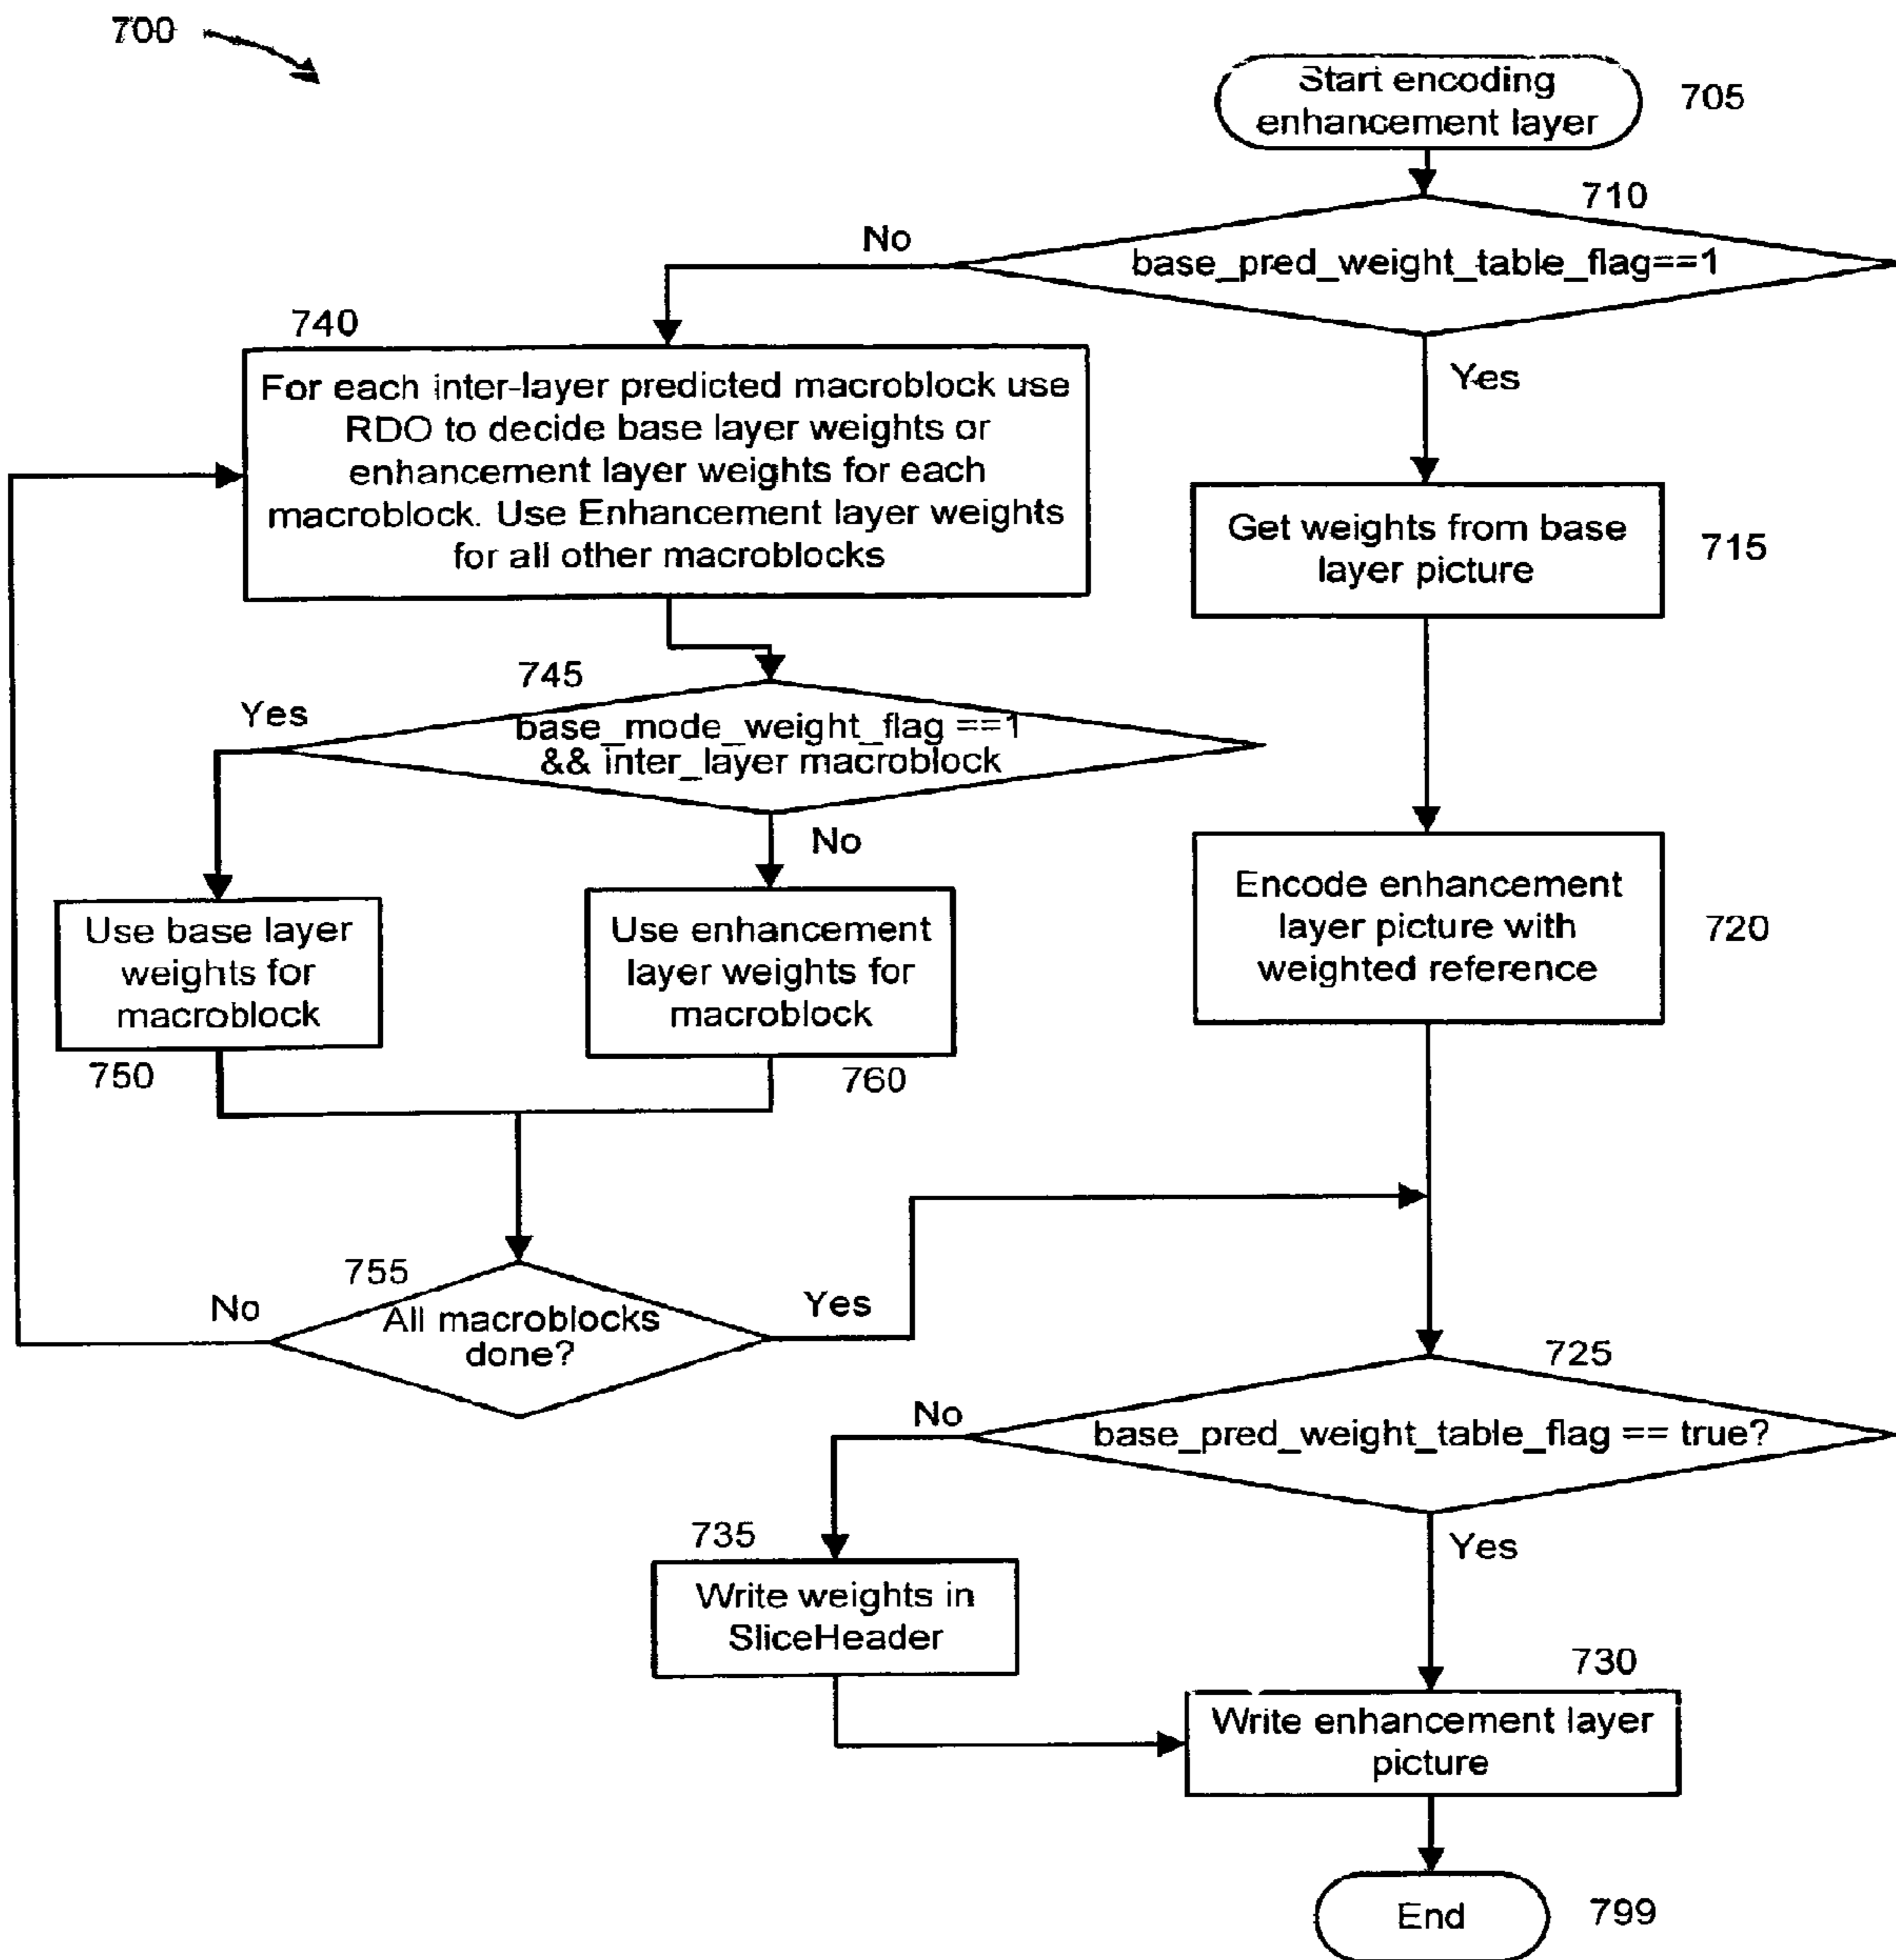 700
Start encoding
enhancement layer
705
710
base_pred_weight_table_flag==1
No
Yes
740
For each inter-layer predicted macroblock use
RDO to decide base layer weights or
enhancement layer weights for each
macroblock. Use Enhancement layer weights
for all other macroblocks
Get weights from base
layer picture
715
745
Yes
base_mode_weight_flag ==1
&& inter_layer macroblock
No
Use base layer
weights for
macroblock
750
Use enhancement
layer weights for
macroblock
760
Encode enhancement
layer picture with
weighted reference
720
755
No
All macroblocks
done?
Yes
725
No
base_pred_weight_table_flag == true?
Yes
735
Write weights in
SliceHeader
730
Write enhancement layer
picture
End
799